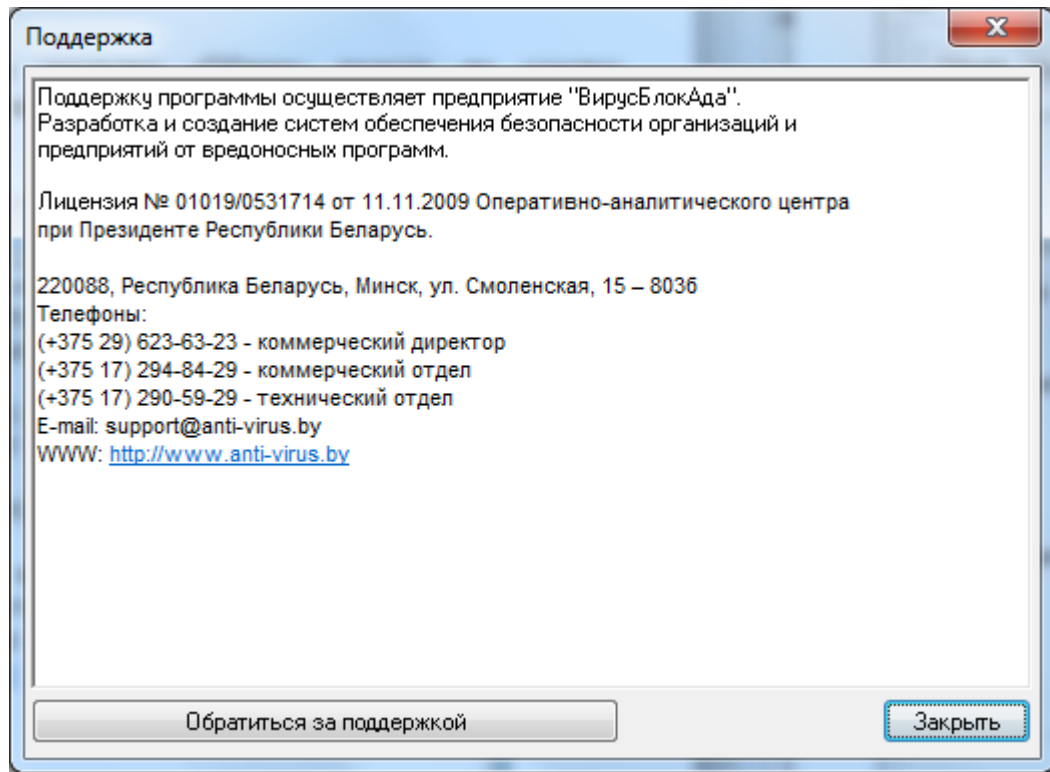 Поддержка
Поддержку программы осуществляет предприятие "ВирусБлокАда".
Разработка и создание систем обеспечения безопасности организаций и
предприятий от вредоносных программ.
Лицензия № 01019/0531714 от 11.11.2009 Оперативно-аналитического центра
при Президенте Республики Беларусь.
220088, Республика Беларусь, Минск, ул. Смоленская, 15 – 803б
Телефоны:
(+375 29) 623-63-23 - коммерческий директор
(+375 17) 294-84-29 - коммерческий отдел
(+375 17) 290-59-29 - технический отдел
E-mail: support@anti-virus.by
WWW: http://www.anti-virus.by
Обратиться за поддержкой
Закрыть